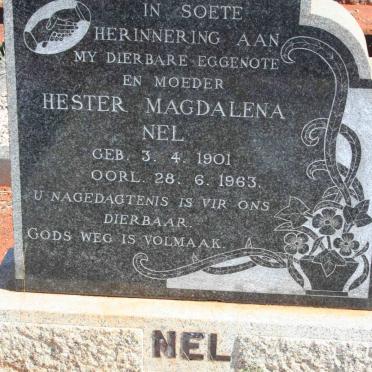 IN SOETE
HERINNERING AAN
MY DIERBARE EGGENOTE
EN MOEDER
HESTER MAGDALENA
NEL
GEB. 3. 4. 1901
OORL. 28. 6. 1963.
U NAGEDAGTENIS IS VIR ONS
DIERBAAR.
GODS WEG IS VOLMAAK.
NEL